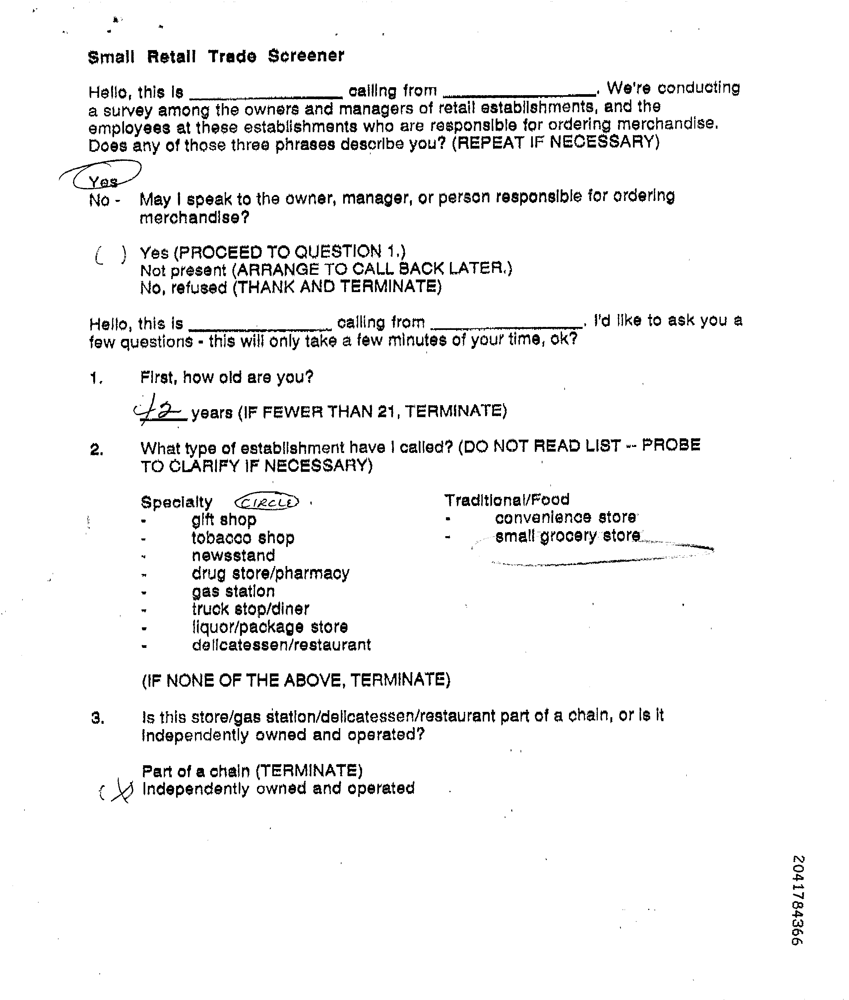 Small Retail Trade Screener
Hello, this is ____________ calling from ____________. We're conducting
a survey among the owners and managers of retail establishments, and the
employees at these establishments who are responsible for ordering merchandise.
Does any of those three phrases describe you? (REPEAT IF NECESSARY)
Yes
No - May I speak to the owner, manager, or person responsible for ordering
merchandise?
( ) Yes (PROCEED TO QUESTION 1.)
Not present (ARRANGE TO CALL BACK LATER.)
No, refused (THANK AND TERMINATE)
Hello, this is ____________ calling from ____________. I'd like to ask you a
few questions - this will only take a few minutes of your time, ok?
1. First, how old are you?
42 years (IF FEWER THAN 21, TERMINATE)
2. What type of establishment have I called? (DO NOT READ LIST -- PROBE
TO CLARIFY IF NECESSARY)
Specialty CIRCLE
- gift shop
- tobacco shop
- newsstand
- drug store/pharmacy
- gas station
- truck stop/diner
- liquor/package store
- delicatessen/restaurant
Traditional/Food
- convenience store
- small grocery store
(IF NONE OF THE ABOVE, TERMINATE)
3. Is this store/gas station/delicatessen/restaurant part of a chain, or is it
independently owned and operated?
Part of a chain (TERMINATE)
(X) Independently owned and operated
2041784366